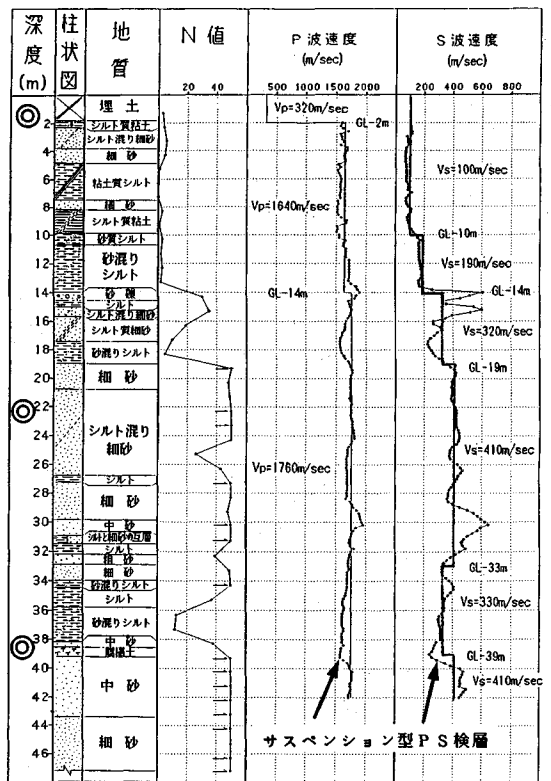 深度(m)
柱状図
地質
N 値
P 波速度
(m/sec)
S 波速度
(m/sec)
20 40
500 1000 1500 2000
200 400 600 800
2
4
6
8
10
12
14
16
18
20
22
24
26
28
30
32
34
36
38
40
42
44
46
埋土
シルト質粘土
シルト混り細砂
細砂
粘土質シルト
細砂
シルト質粘土
砂質シルト
砂混り
シルト
砂礫
シルト
シルト混り細砂
シルト質細砂
砂混りシルト
細砂
シルト混り
細砂
シルト
細砂
中砂
シルトと細砂の互層
シルト
粗砂
細砂
砂混りシルト
シルト
砂混りシルト
中砂
腐植土
中砂
細砂
Vp=320m/sec
GL-2m
Vp=1640m/sec
GL-14m
Vp=1760m/sec
Vs=100m/sec
GL-10m
Vs=190m/sec
GL-14m
Vs=320m/sec
GL-19m
Vs=410m/sec
GL-33m
Vs=330m/sec
GL-39m
Vs=410m/sec
サスペンション型PS検層